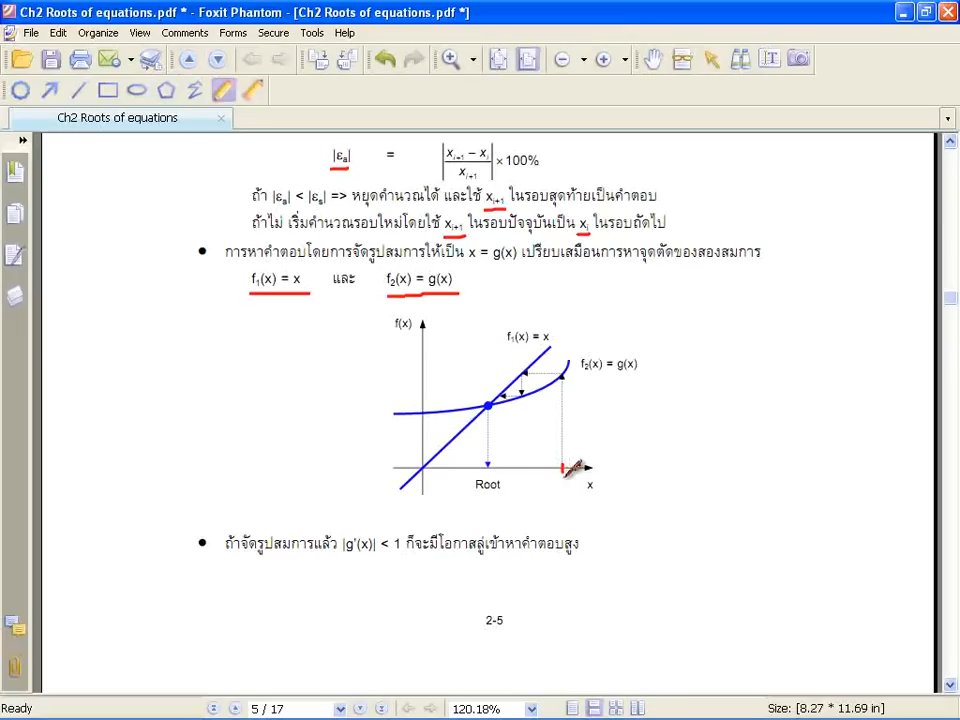 Ch2 Roots of equations.pdf * - Foxit Phantom - [Ch2 Roots of equations.pdf *]
File Edit Organize View Comments Forms Secure Tools Help
Ch2 Roots of equations
|εa| = |(xi+1 − xi) / xi+1| × 100%
ถ้า |εa| < |εs| => หยุดคำนวณได้ และใช้ xi+1 ในรอบสุดท้ายเป็นคำตอบ
ถ้าไม่ เริ่มคำนวณรอบใหม่โดยใช้ xi+1 ในรอบปัจจุบันเป็น xi ในรอบถัดไป
• การหาคำตอบโดยการจัดรูปสมการให้เป็น x = g(x) เปรียบเสมือนการหาจุดตัดของสองสมการ
f1(x) = x และ f2(x) = g(x)
f(x)
f1(x) = x
f2(x) = g(x)
Root
x
• ถ้าจัดรูปสมการแล้ว |g'(x)| < 1 ก็จะมีโอกาสลู่เข้าหาคำตอบสูง
2-5
Ready
5 / 17
120.18%
Size: [8.27 * 11.69 in]